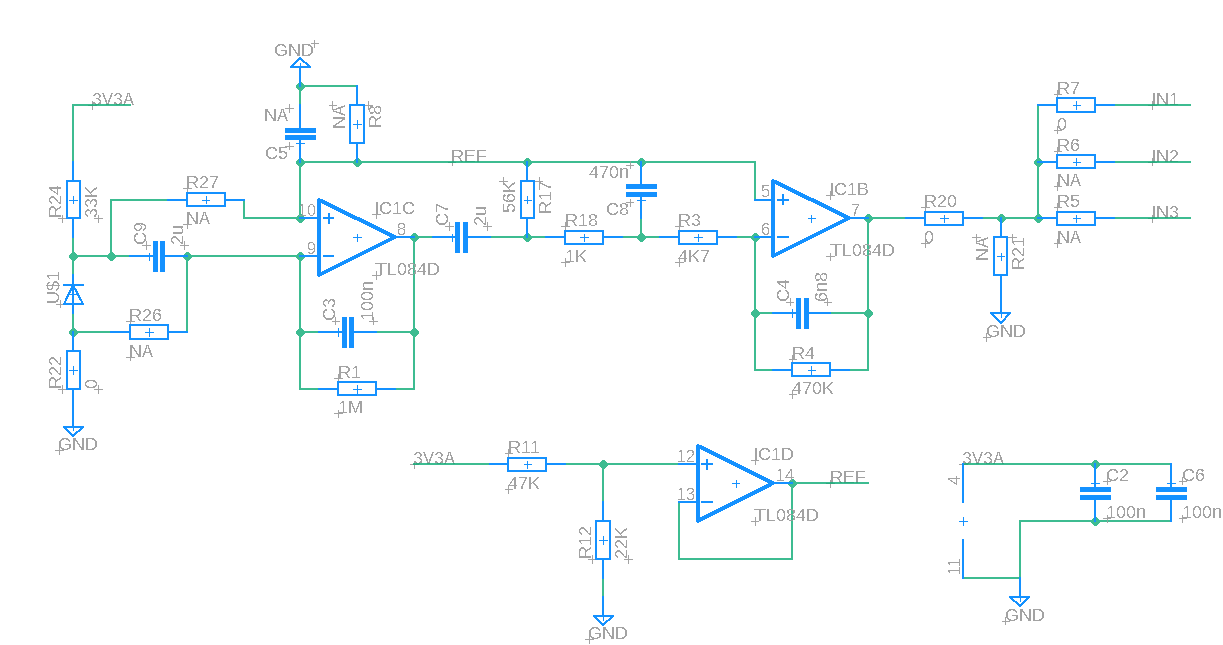 GND
3V3A
NA
C5
NA
R8
R7
0
IN1
R6
NA
IN2
R5
NA
IN3
REF
R24
33K
R27
NA
C9
2u
10
9
8
IC1C
TL084D
C7
2u
56K
R17
470n
C8
R18
1K
R3
4K7
5
6
7
IC1B
TL084D
R20
0
NA
R21
GND
U$1
R26
NA
R22
0
GND
C3
100n
R1
1M
C4
6n8
R4
470K
3V3A
R11
47K
R12
22K
GND
12
13
14
IC1D
TL084D
REF
3V3A
4
11
C2
100n
C6
100n
GND